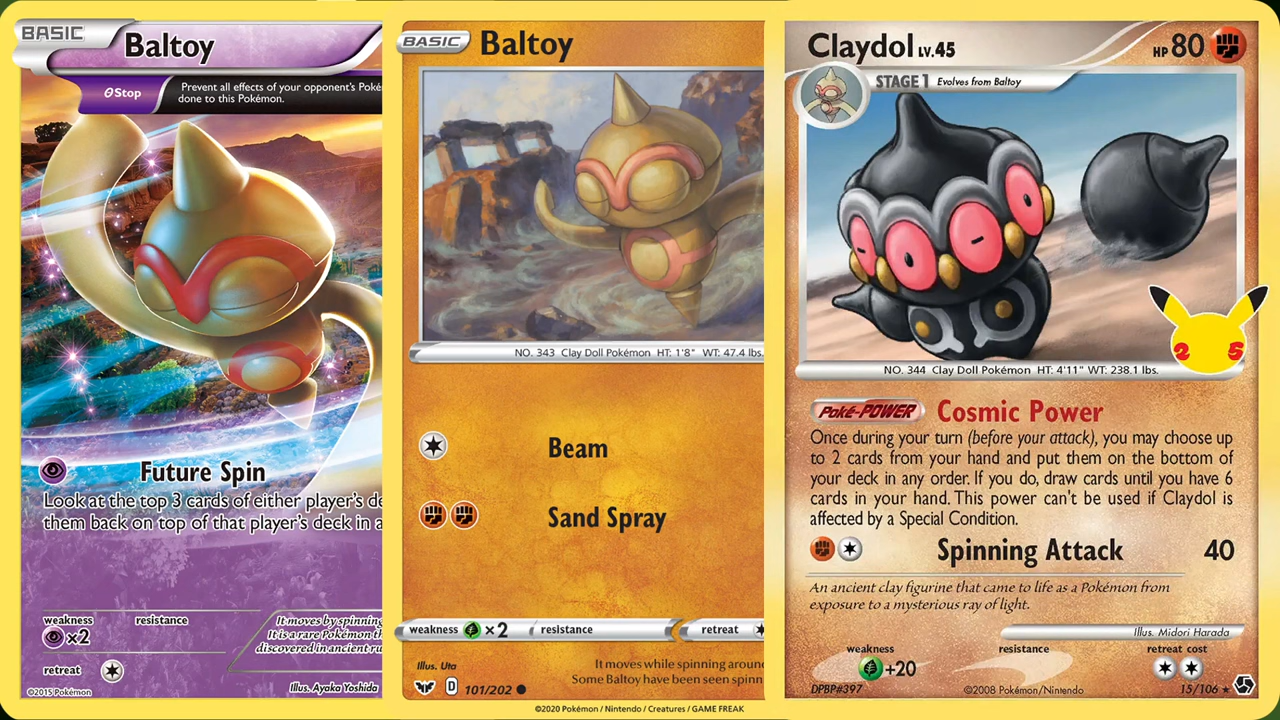 BASIC
Baltoy
Stop
Prevent all effects of your opponent's Poké
done to this Pokémon.
Future Spin
Look at the top 3 cards of either player's de
them back on top of that player's deck in a
weakness
×2
resistance
retreat
It moves by spinning
It is a rare Pokémon th
discovered in ancient ru
©2015 Pokémon
Illus. Ayaka Yoshida
BASIC
Baltoy
NO. 343 Clay Doll Pokémon HT: 1'8" WT: 47.4 lbs.
Beam
Sand Spray
weakness ×2 resistance retreat
Illus. Uta
It moves while spinning around
Some Baltoy have been seen spinn
D 101/202
©2020 Pokémon / Nintendo / Creatures / GAME FREAK
Claydol LV.45 HP 80
STAGE 1 Evolves from Baltoy
25
NO. 344 Clay Doll Pokémon HT: 4'11" WT: 238.1 lbs.
Poké-POWER Cosmic Power
Once during your turn (before your attack), you may choose up
to 2 cards from your hand and put them on the bottom of
your deck in any order. If you do, draw cards until you have 6
cards in your hand. This power can't be used if Claydol is
affected by a Special Condition.
Spinning Attack 40
An ancient clay figurine that came to life as a Pokémon from
exposure to a mysterious ray of light.
Illus. Midori Harada
weakness resistance retreat cost
+20
DPBP#397 ©2008 Pokémon/Nintendo 15/106